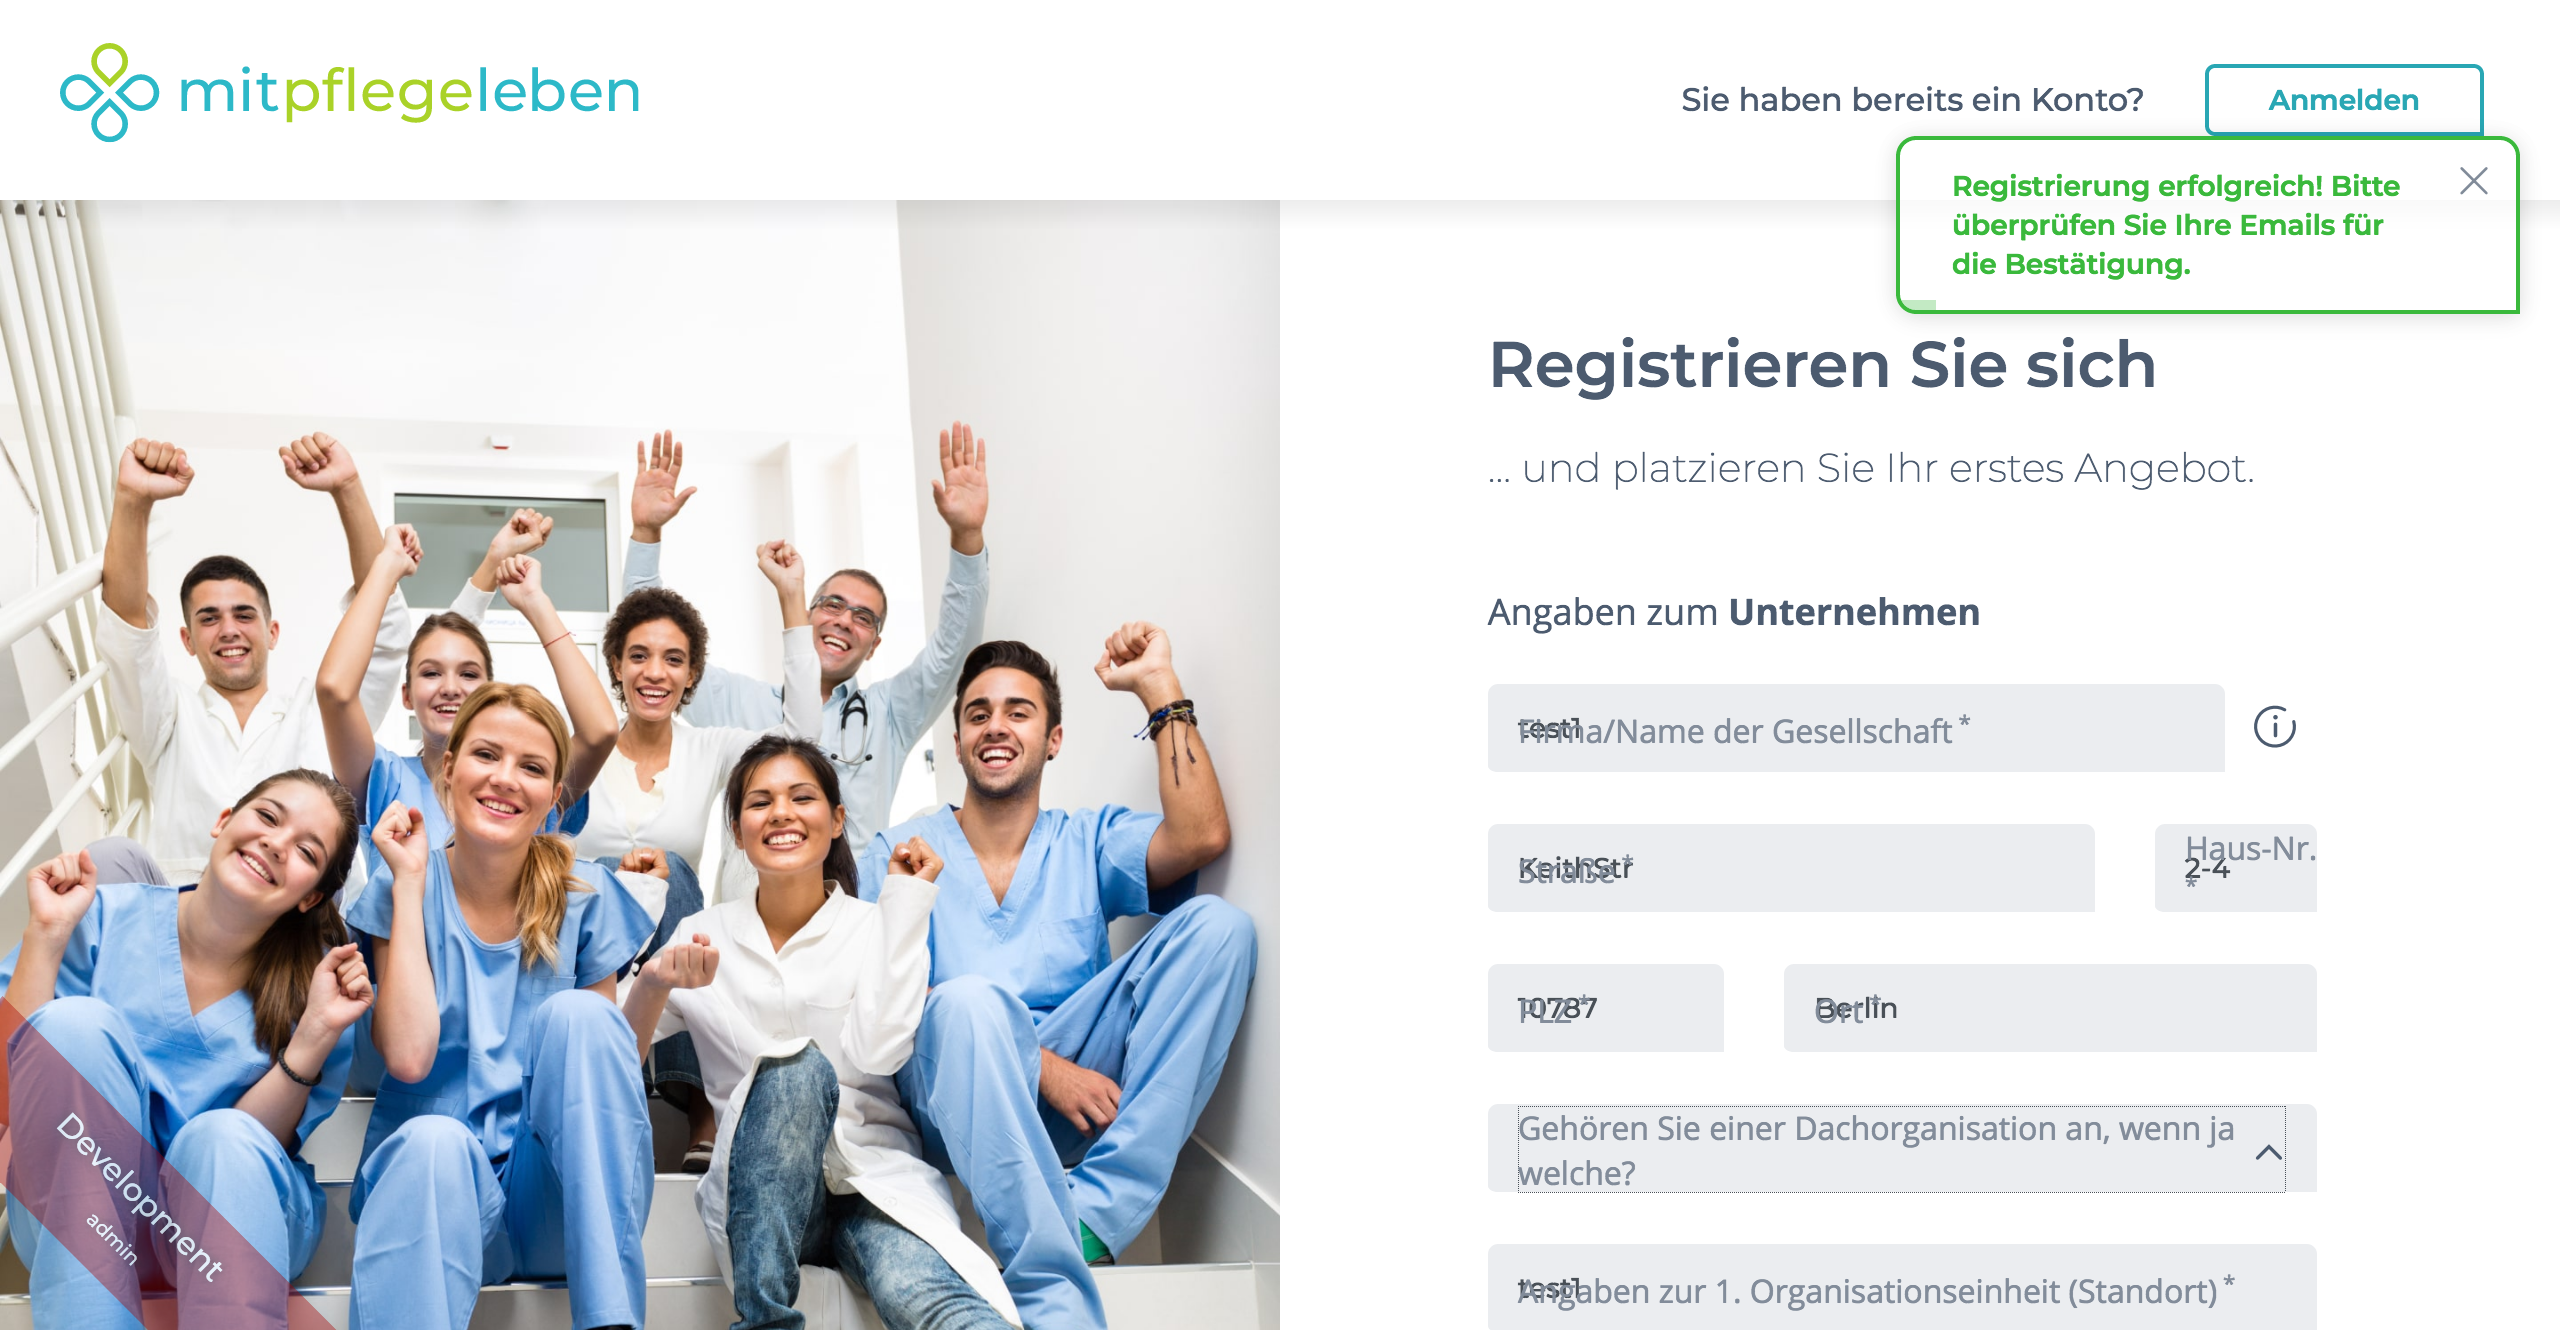 mitpflegeleben
Sie haben bereits ein Konto?
Anmelden
Registrierung erfolgreich! Bitte
überprüfen Sie Ihre Emails für
die Bestätigung.
Registrieren Sie sich
... und platzieren Sie Ihr erstes Angebot.
Angaben zum Unternehmen
test1
Firma/Name der Gesellschaft *
KeithStr
Straße *
2-4
Haus-Nr.
*
10787
PLZ *
Berlin
Ort *
Gehören Sie einer Dachorganisation an, wenn ja
welche?
test1
Angaben zur 1. Organisationseinheit (Standort) *
Development
admin